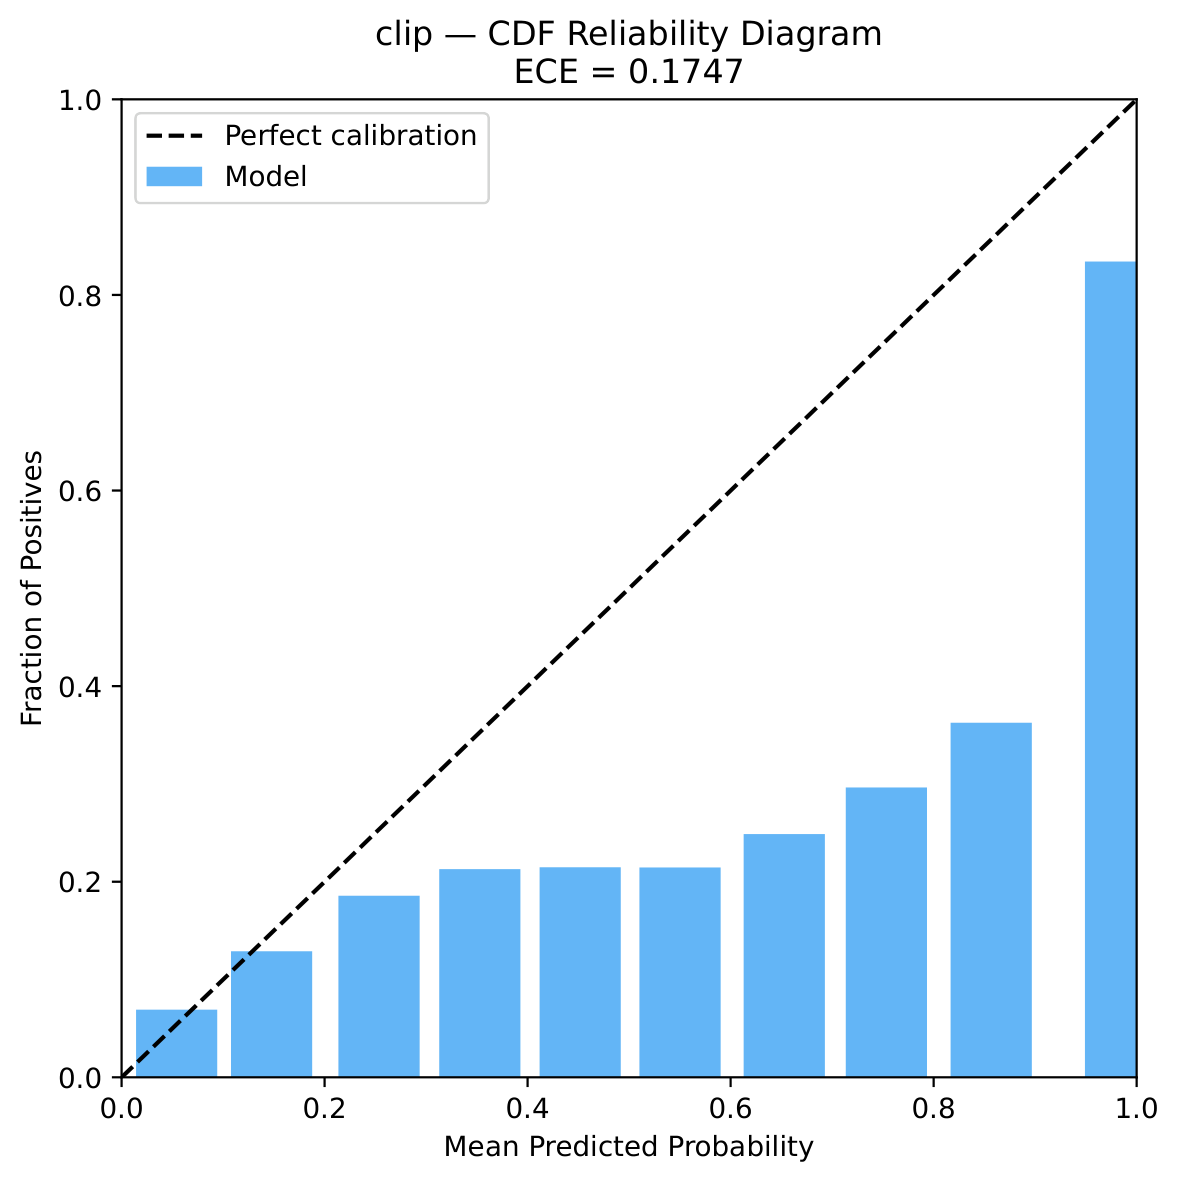 clip — CDF Reliability Diagram
ECE = 0.1747
Perfect calibration
Model
Fraction of Positives
1.0
0.8
0.6
0.4
0.2
0.0
0.0 0.2 0.4 0.6 0.8 1.0
Mean Predicted Probability